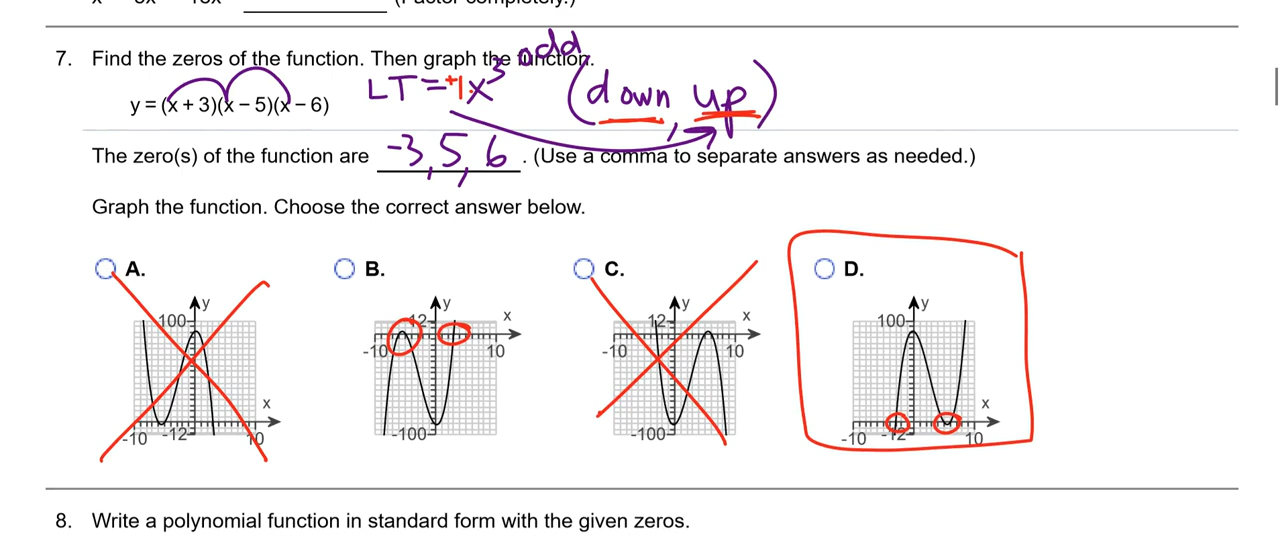 (Factor completely.)
7. Find the zeros of the function. Then graph the function.
odd
y = (x + 3)(x – 5)(x – 6)
LT=+1x³ (down, up)
The zero(s) of the function are -3, 5, 6 . (Use a comma to separate answers as needed.)
Graph the function. Choose the correct answer below.
A. B. C. D.
y 100 x -10 -12 10
y 12 x -10 10 -100
y 12 x -10 10 -100
y 100 x -10 -12 10
8. Write a polynomial function in standard form with the given zeros.